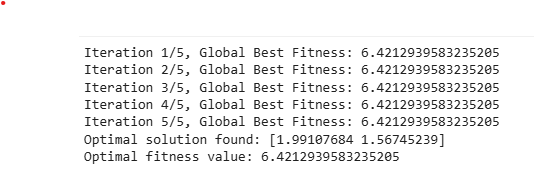 Iteration 1/5, Global Best Fitness: 6.4212939583235205
Iteration 2/5, Global Best Fitness: 6.4212939583235205
Iteration 3/5, Global Best Fitness: 6.4212939583235205
Iteration 4/5, Global Best Fitness: 6.4212939583235205
Iteration 5/5, Global Best Fitness: 6.4212939583235205
Optimal solution found: [1.99107684 1.56745239]
Optimal fitness value: 6.4212939583235205